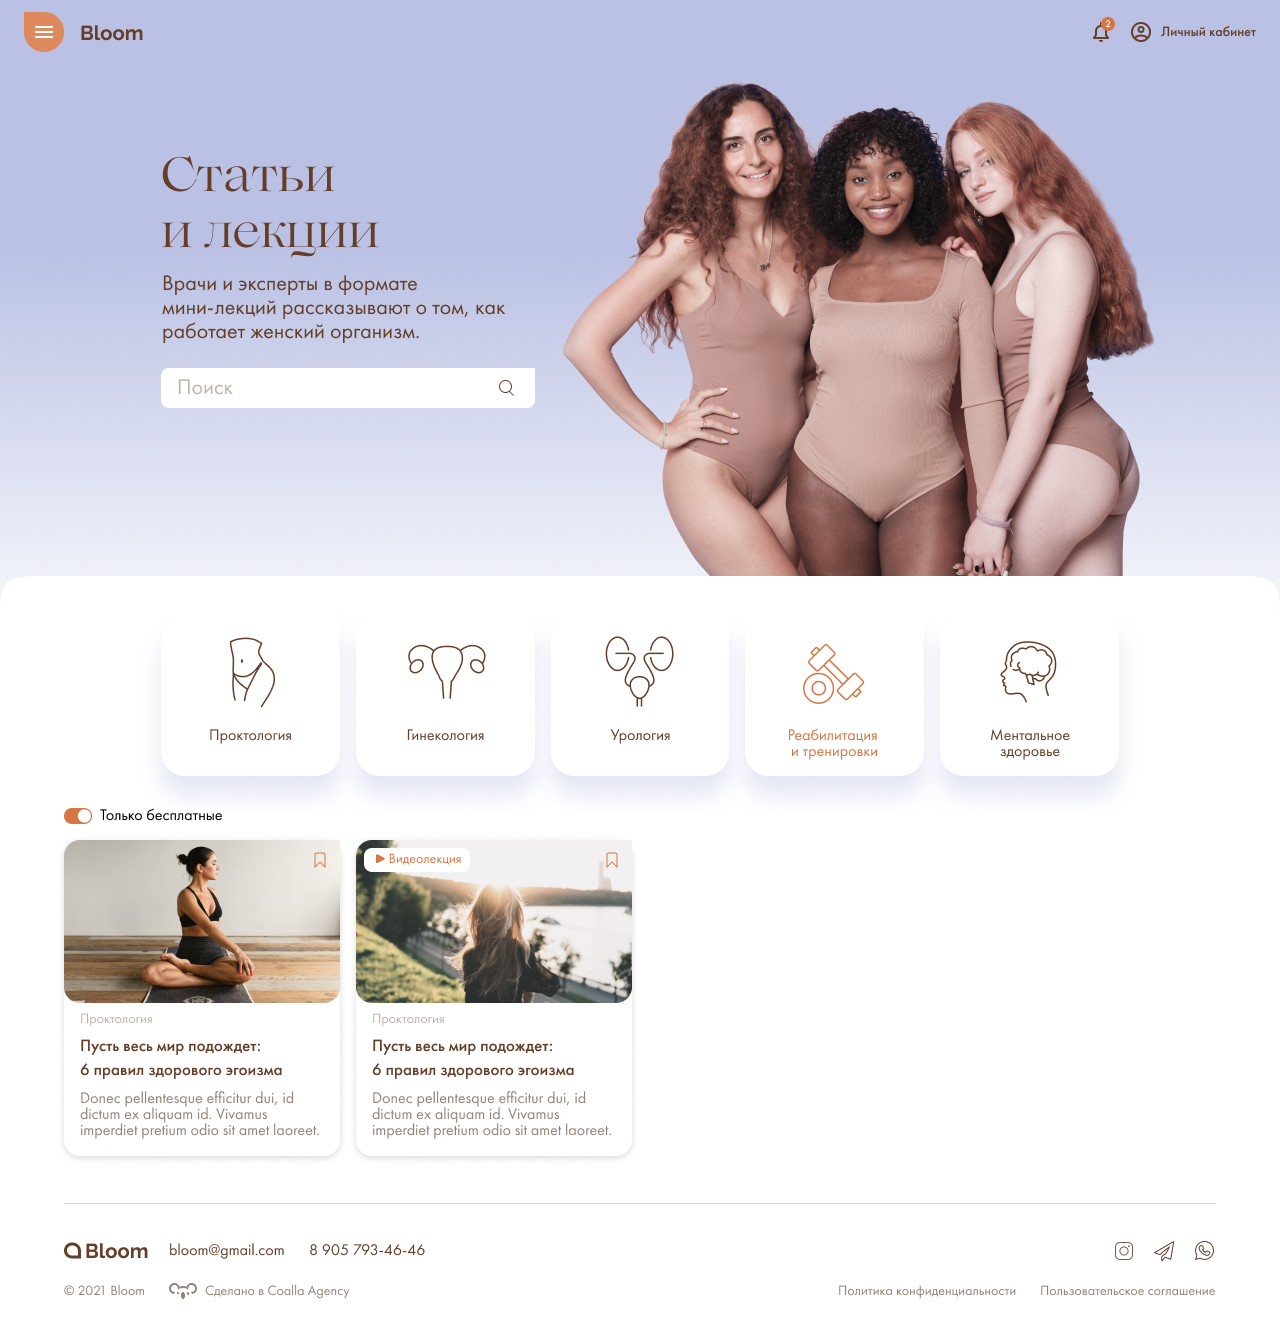 Bloom
2
Личный кабинет
Статьи
и лекции
Врачи и эксперты в формате
мини-лекций рассказывают о том, как
работает женский организм.
Поиск
Проктология
Гинекология
Урология
Реабилитация
и тренировки
Ментальное
здоровье
Только бесплатные
Проктология
Пусть весь мир подождет:
6 правил здорового эгоизма
Donec pellentesque efficitur dui, id
dictum ex aliquam id. Vivamus
imperdiet pretium odio sit amet laoreet.
Видеолекция
Проктология
Пусть весь мир подождет:
6 правил здорового эгоизма
Donec pellentesque efficitur dui, id
dictum ex aliquam id. Vivamus
imperdiet pretium odio sit amet laoreet.
Bloom
bloom@gmail.com
8 905 793-46-46
© 2021 Bloom
Сделано в Coalla Agency
Политика конфиденциальности
Пользовательское соглашение